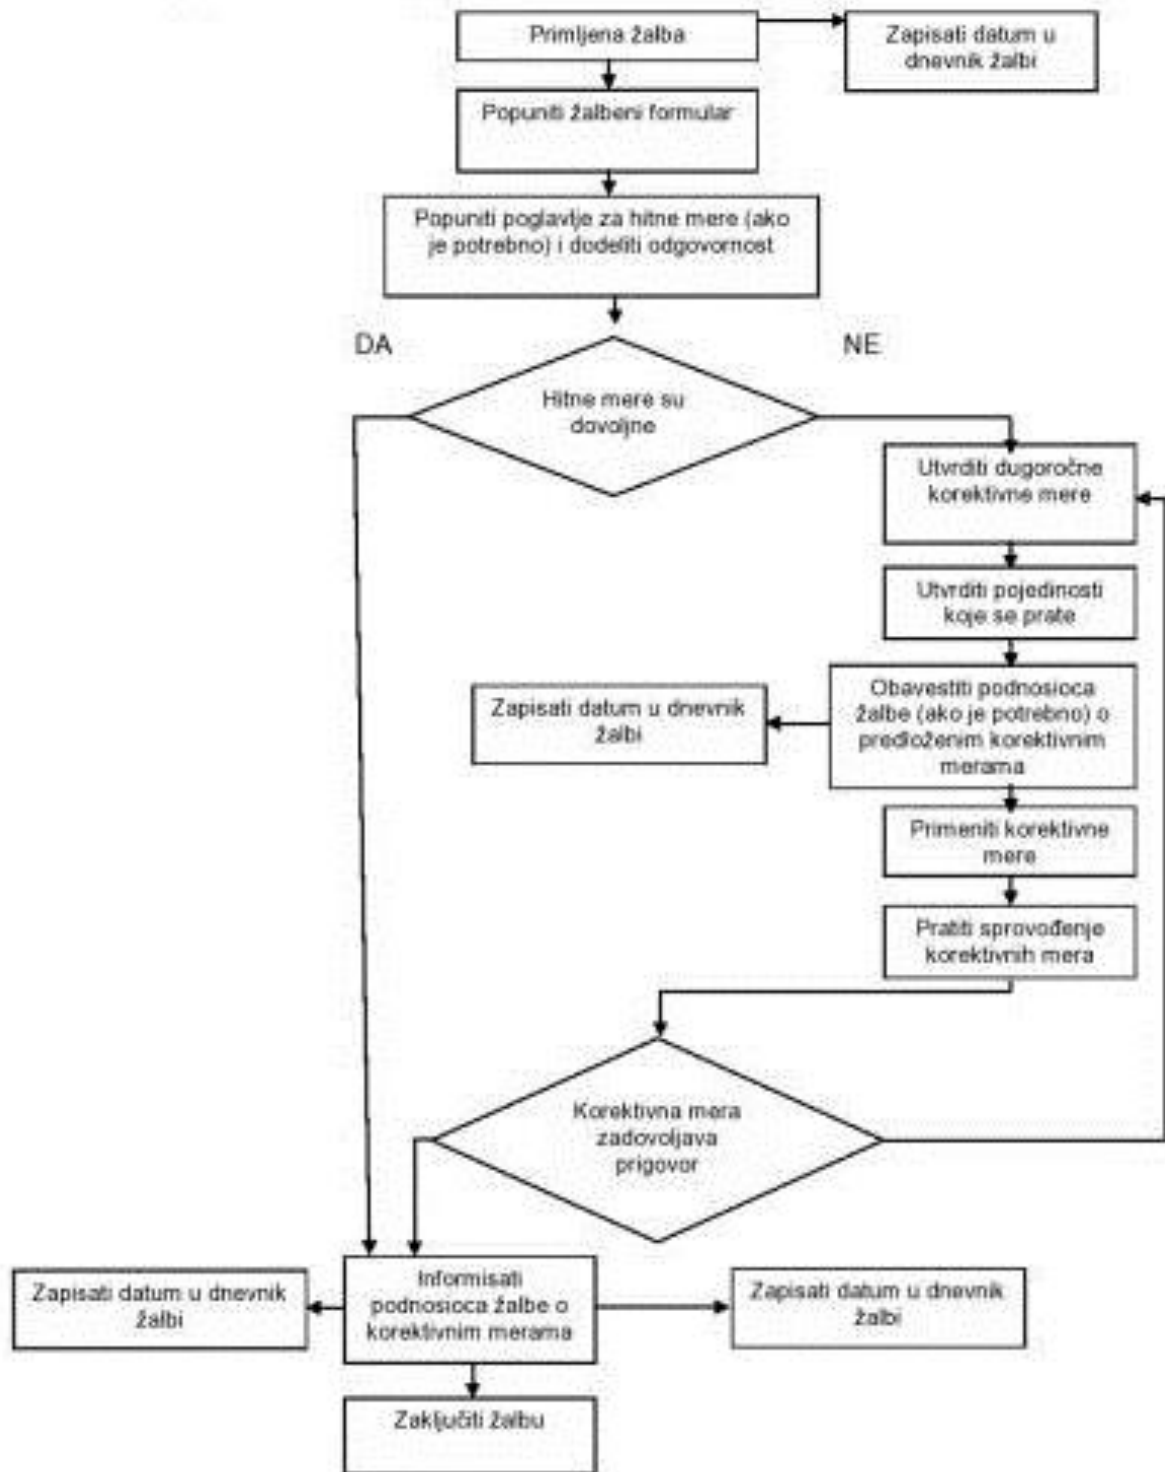 Primljena žalba
Zapisati datum u
dnevnik žalbi
Popuniti žalbeni formular
Popuniti poglavlje za hitne mere (ako
je potrebno) i dodeliti odgovornost
DA
NE
Hitne mere su
dovoljne
Utvrditi dugoročne
korektivne mere
Utvrditi pojedinosti
koje se prate
Obavestiti podnosioca
žalbe (ako je potrebno) o
predloženim korektivnim
merama
Zapisati datum u dnevnik
žalbi
Primeniti korektivne
mere
Pratiti sprovođenje
korektivnih mera
Korektivna mera
zadovoljava
prigovor
Zapisati datum u dnevnik
žalbi
Informisati
podnosioca žalbe o
korektivnim merama
Zapisati datum u dnevnik
žalbi
Zaključiti žalbu